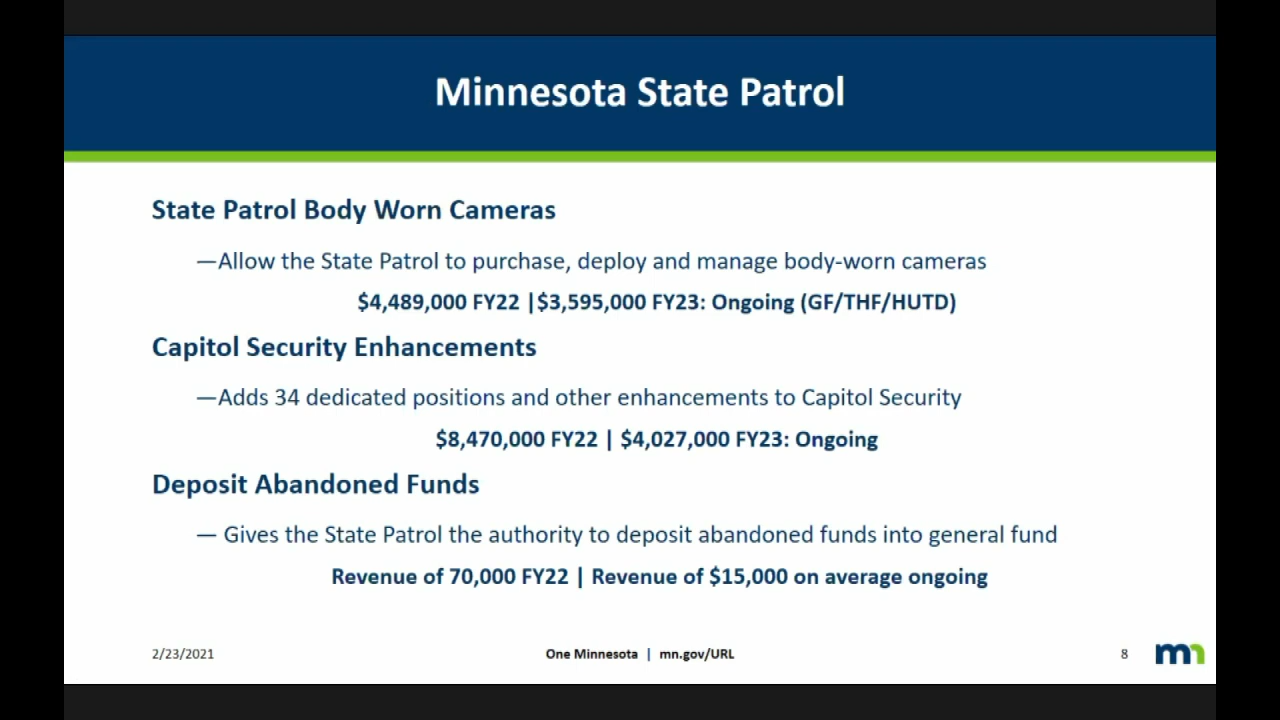 Minnesota State Patrol
State Patrol Body Worn Cameras
—Allow the State Patrol to purchase, deploy and manage body-worn cameras
$4,489,000 FY22 |$3,595,000 FY23: Ongoing (GF/THF/HUTD)
Capitol Security Enhancements
—Adds 34 dedicated positions and other enhancements to Capitol Security
$8,470,000 FY22 | $4,027,000 FY23: Ongoing
Deposit Abandoned Funds
— Gives the State Patrol the authority to deposit abandoned funds into general fund
Revenue of 70,000 FY22 | Revenue of $15,000 on average ongoing
2/23/2021 One Minnesota | mn.gov/URL 8 mn